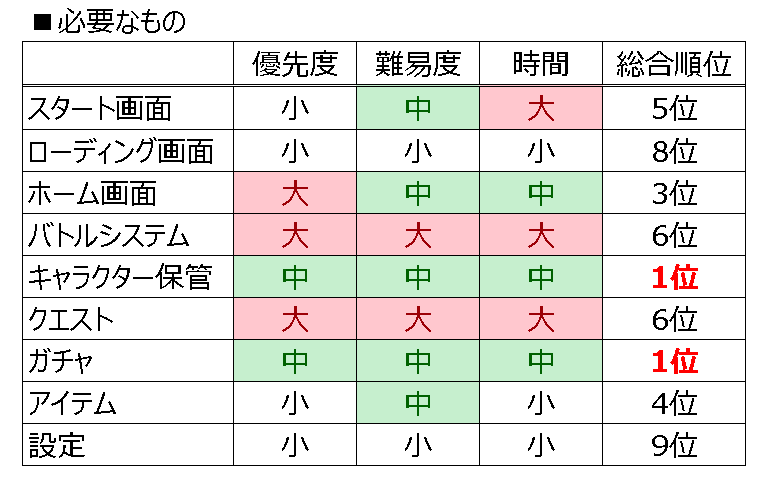 ■必要なもの
優先度 難易度 時間 総合順位
スタート画面 小 中 大 5位
ローディング画面 小 小 小 8位
ホーム画面 大 中 中 3位
バトルシステム 大 大 大 6位
キャラクター保管 中 中 中 1位
クエスト 大 大 大 6位
ガチャ 中 中 中 1位
アイテム 小 中 小 4位
設定 小 小 小 9位